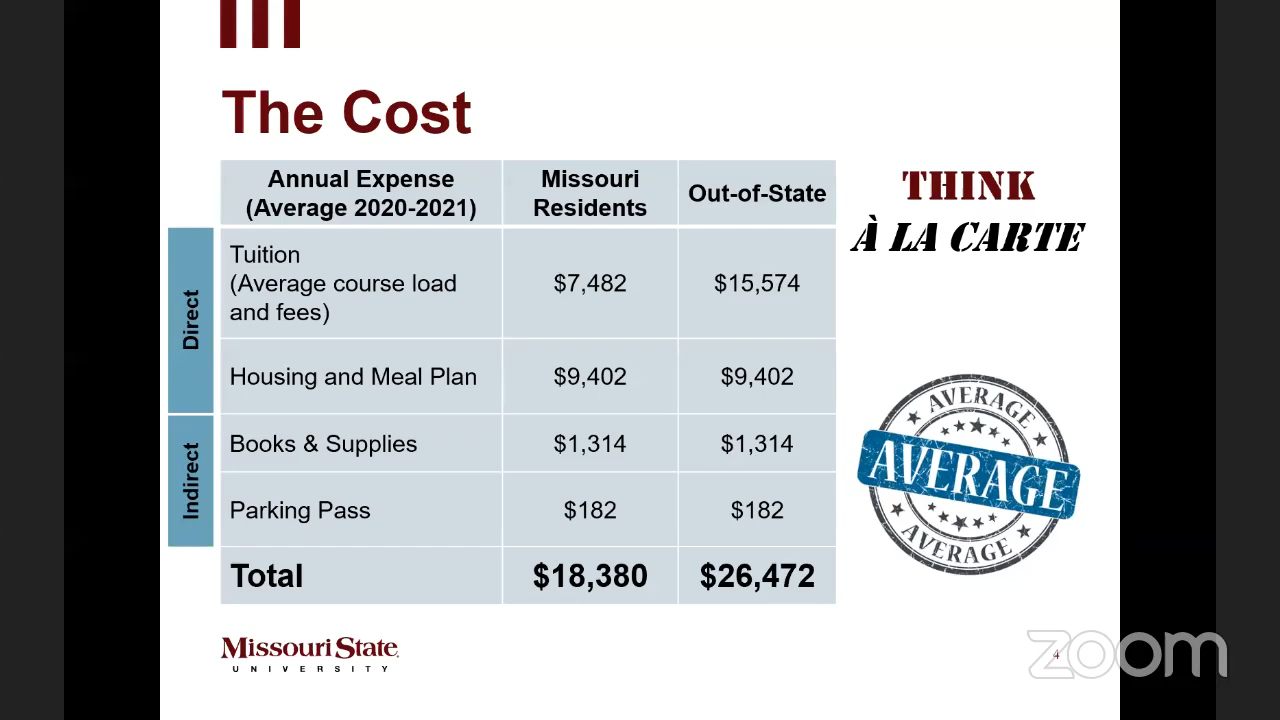 The Cost
Annual Expense
(Average 2020-2021)
Missouri
Residents
Out-of-State
Direct
Tuition
(Average course load
and fees)
$7,482
$15,574
Housing and Meal Plan
$9,402
$9,402
Indirect
Books & Supplies
$1,314
$1,314
Parking Pass
$182
$182
Total
$18,380
$26,472
THINK
À LA CARTE
AVERAGE
AVERAGE
AVERAGE
Missouri State
UNIVERSITY
4
zoom